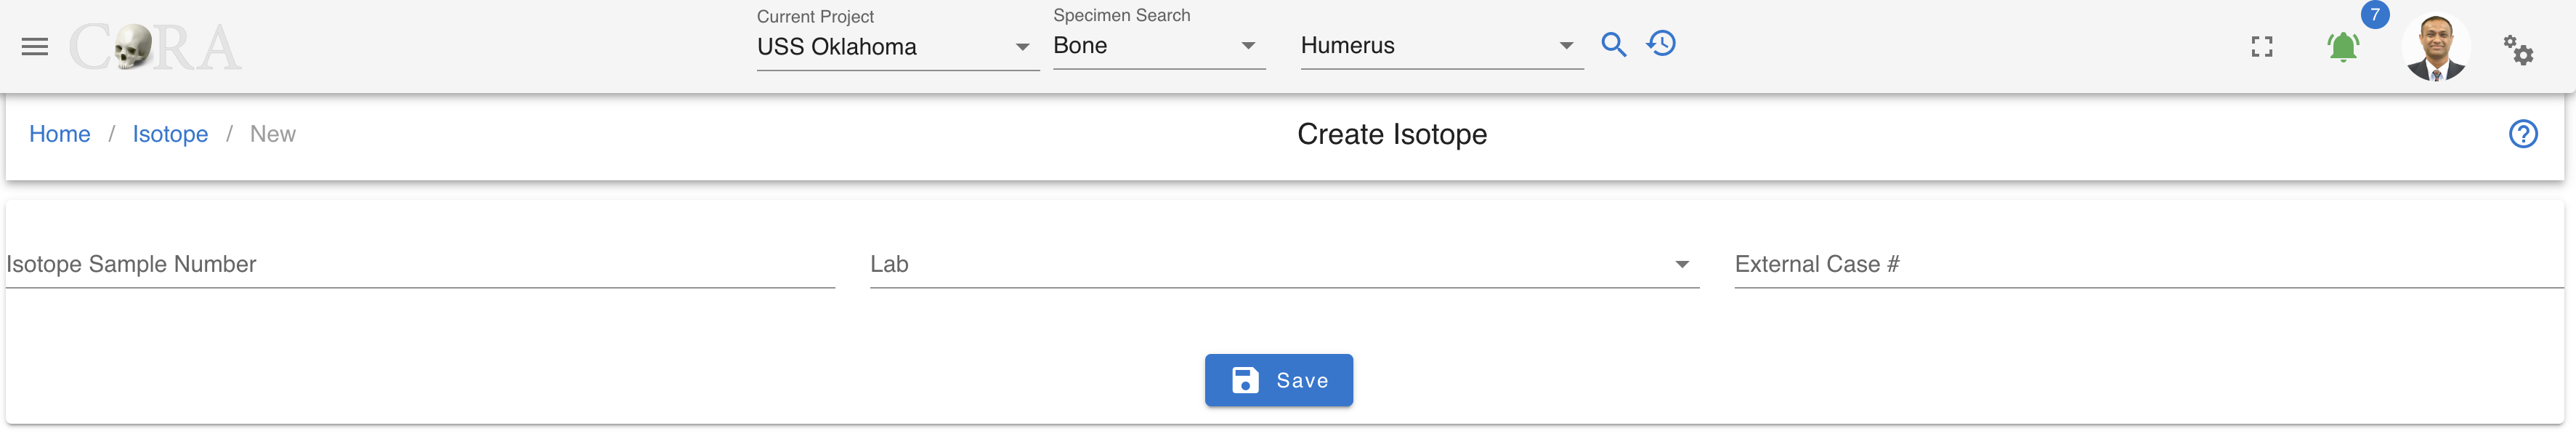 CORA
Current Project
USS Oklahoma
Specimen Search
Bone
Humerus
7
Home / Isotope / New
Create Isotope
Isotope Sample Number
Lab
External Case #
Save